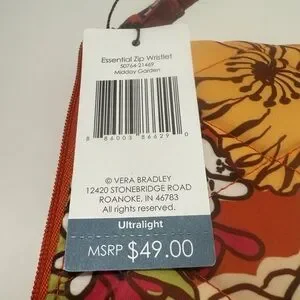 Essential Zip Wristlet
50764-21469
Midday Garden
8 86003 86629 0
© VERA BRADLEY
12420 STONEBRIDGE ROAD
ROANOKE, IN 46783
All rights reserved.
Ultralight
MSRP $49.00